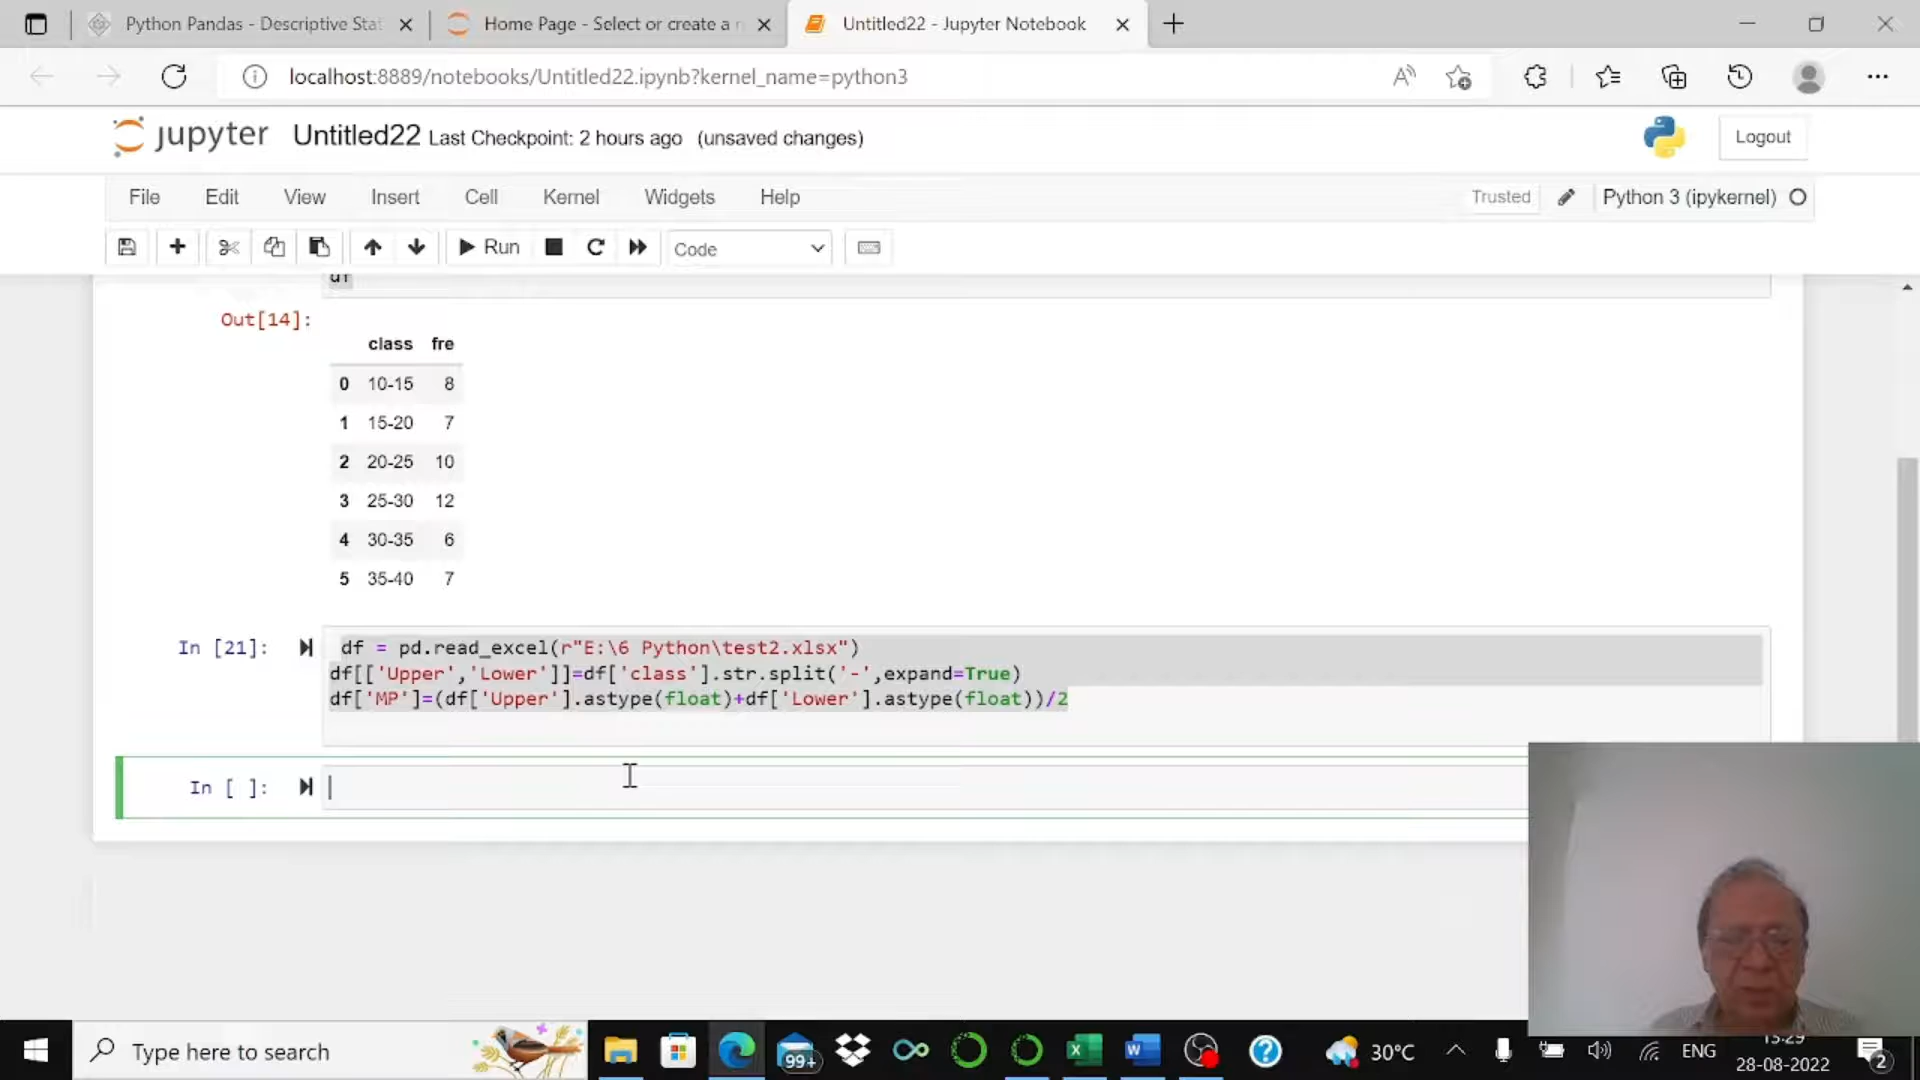 Python Pandas - Descriptive Stat
Home Page - Select or create a n
Untitled22 - Jupyter Notebook
localhost:8889/notebooks/Untitled22.ipynb?kernel_name=python3
jupyter Untitled22 Last Checkpoint: 2 hours ago (unsaved changes)
Logout
File Edit View Insert Cell Kernel Widgets Help
Trusted Python 3 (ipykernel)
Run Code
df
Out[14]:
class fre
0 10-15 8
1 15-20 7
2 20-25 10
3 25-30 12
4 30-35 6
5 35-40 7
In [21]: df = pd.read_excel(r"E:\6 Python\test2.xlsx")
df[['Upper','Lower']]=df['class'].str.split('-',expand=True)
df['MP']=(df['Upper'].astype(float)+df['Lower'].astype(float))/2
In [ ]:
Type here to search
99+
30°C
ENG
28-08-2022
2